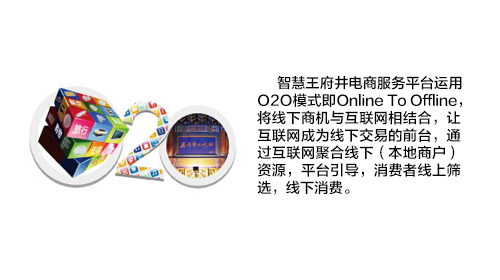 智慧王府井电商服务平台运用
O2O模式即Online To Offline，
将线下商机与互联网相结合，让
互联网成为线下交易的前台，通
过互联网聚合线下（本地商户）
资源，平台引导，消费者线上筛
选，线下消费。
旅行